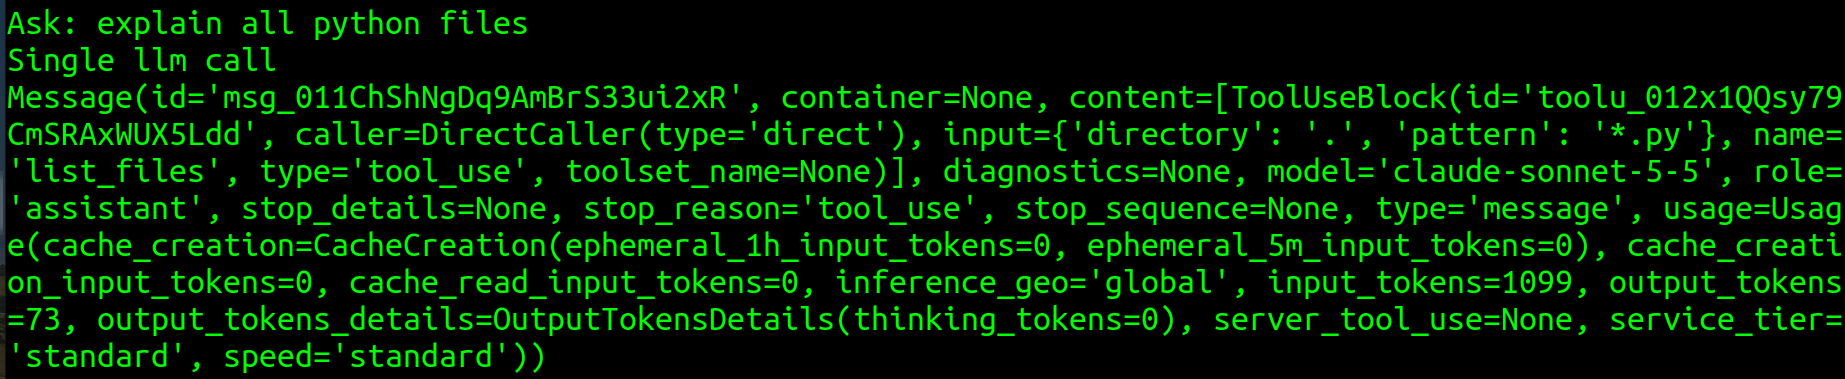 Ask: explain all python files
Single llm call
Message(id='msg_011ChShNgDq9AmBrS33ui2xR', container=None, content=[ToolUseBlock(id='toolu_012x1QQsy79
CmSRAxWUX5Ldd', caller=DirectCaller(type='direct'), input={'directory': '.', 'pattern': '*.py'}, name=
'list_files', type='tool_use', toolset_name=None)], diagnostics=None, model='claude-sonnet-5-5', role=
'assistant', stop_details=None, stop_reason='tool_use', stop_sequence=None, type='message', usage=Usag
e(cache_creation=CacheCreation(ephemeral_1h_input_tokens=0, ephemeral_5m_input_tokens=0), cache_creati
on_input_tokens=0, cache_read_input_tokens=0, inference_geo='global', input_tokens=1099, output_tokens
=73, output_tokens_details=OutputTokensDetails(thinking_tokens=0), server_tool_use=None, service_tier=
'standard', speed='standard'))